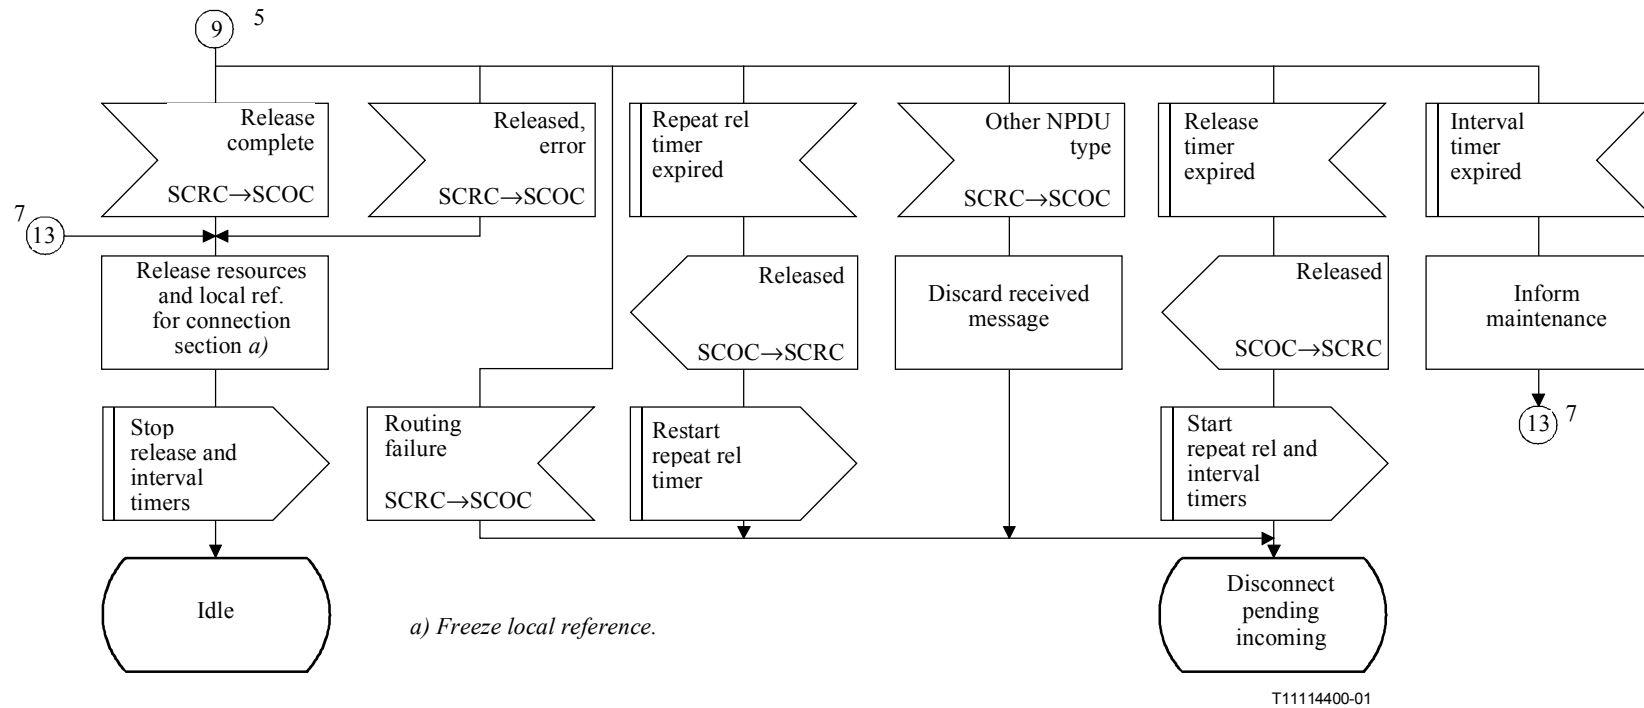 9
5
Release
complete
SCRC→SCOC
Released,
error
SCRC→SCOC
Repeat rel
timer
expired
Other NPDU
type
SCRC→SCOC
Release
timer
expired
Interval
timer
expired
7
13
Release resources
and local ref.
for connection
section a)
Released
SCOC→SCRC
Discard received
message
Released
SCOC→SCRC
Inform
maintenance
Stop
release and
interval
timers
Routing
failure
SCRC→SCOC
Restart
repeat rel
timer
Start
repeat rel and
interval
timers
13
7
Idle
a) Freeze local reference.
Disconnect
pending
incoming
T11114400-01